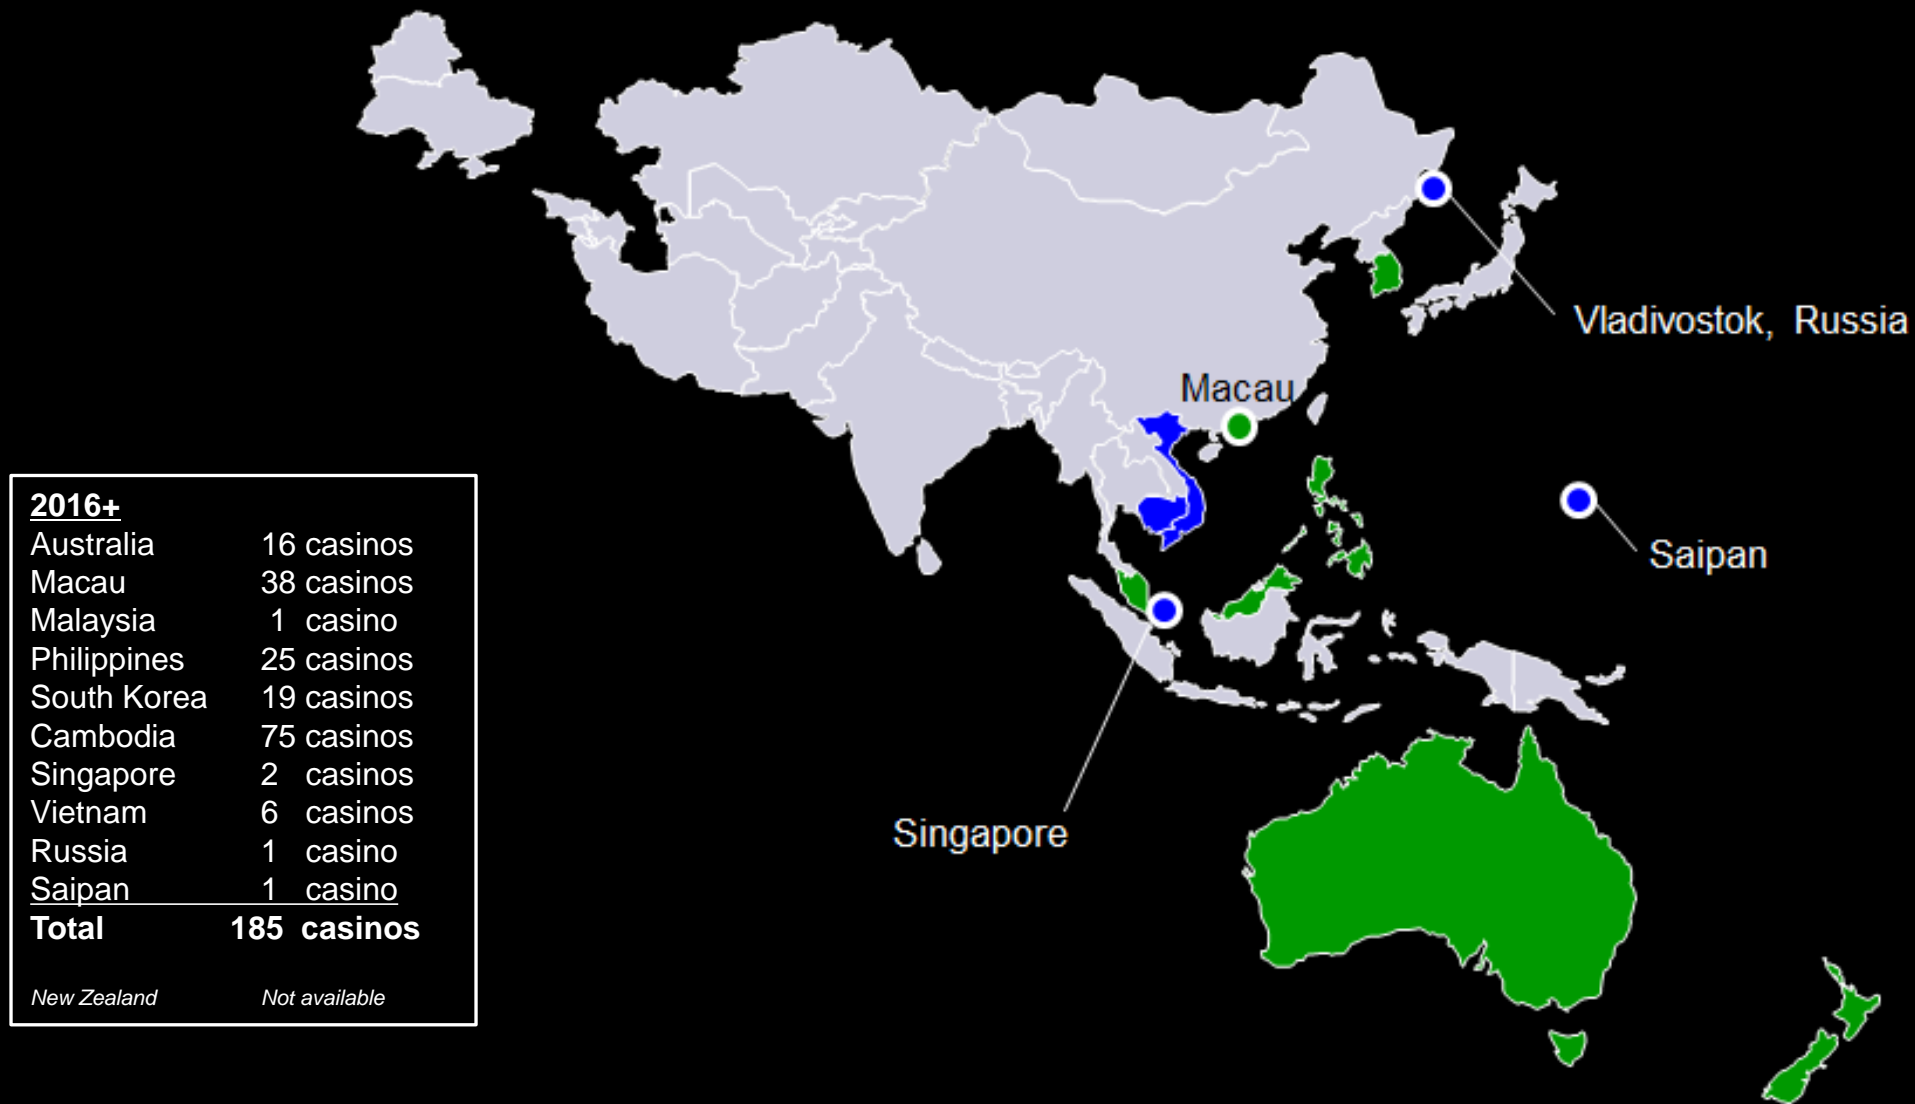 Vladivostok, Russia
Macau
Saipan
Singapore
2016+
Australia 16 casinos
Macau 38 casinos
Malaysia 1 casino
Philippines 25 casinos
South Korea 19 casinos
Cambodia 75 casinos
Singapore 2 casinos
Vietnam 6 casinos
Russia 1 casino
Saipan 1 casino
Total 185 casinos
New Zealand Not available